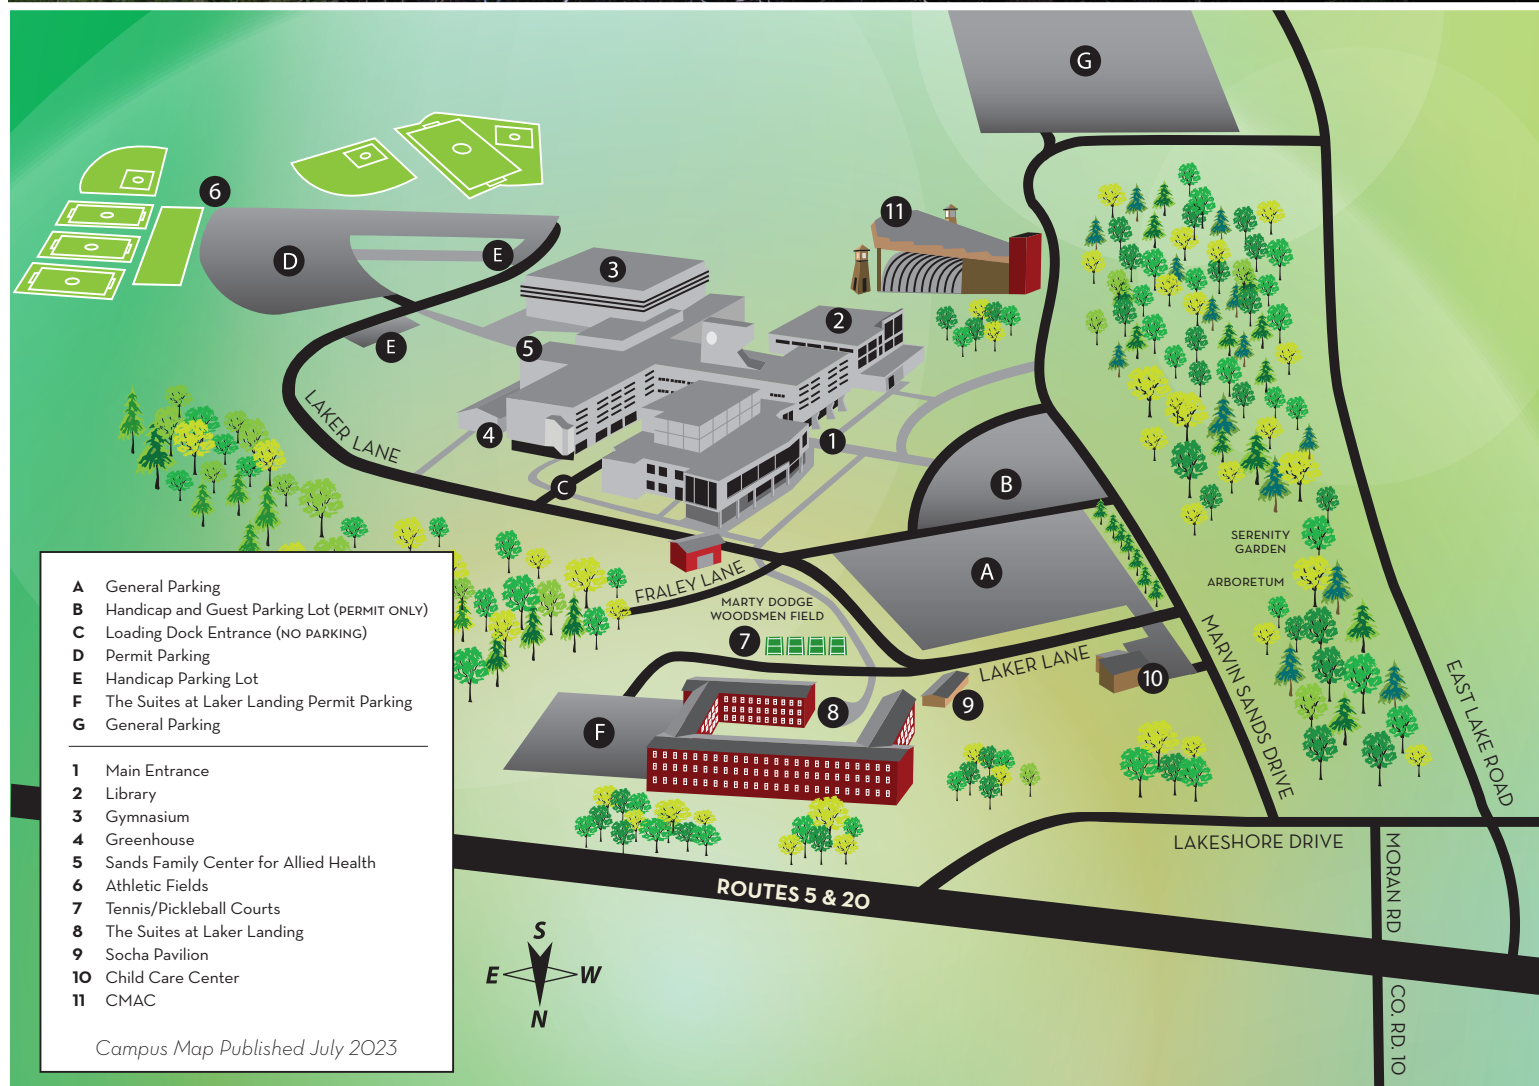 G
6
11
D
E
3
2
E
5
LAKER LANE
4
1
C
B
SERENITY
GARDEN
A
ARBORETUM
FRALEY LANE
MARTY DODGE
WOODSMEN FIELD
7
LAKER LANE
10
MARVIN SANDS DRIVE
EAST LAKE ROAD
9
8
F
LAKESHORE DRIVE
MORAN RD
ROUTES 5 & 20
CO. RD. 10
S
E W
N
A General Parking
B Handicap and Guest Parking Lot (PERMIT ONLY)
C Loading Dock Entrance (NO PARKING)
D Permit Parking
E Handicap Parking Lot
F The Suites at Laker Landing Permit Parking
G General Parking
1 Main Entrance
2 Library
3 Gymnasium
4 Greenhouse
5 Sands Family Center for Allied Health
6 Athletic Fields
7 Tennis/Pickleball Courts
8 The Suites at Laker Landing
9 Socha Pavilion
10 Child Care Center
11 CMAC
Campus Map Published July 2023